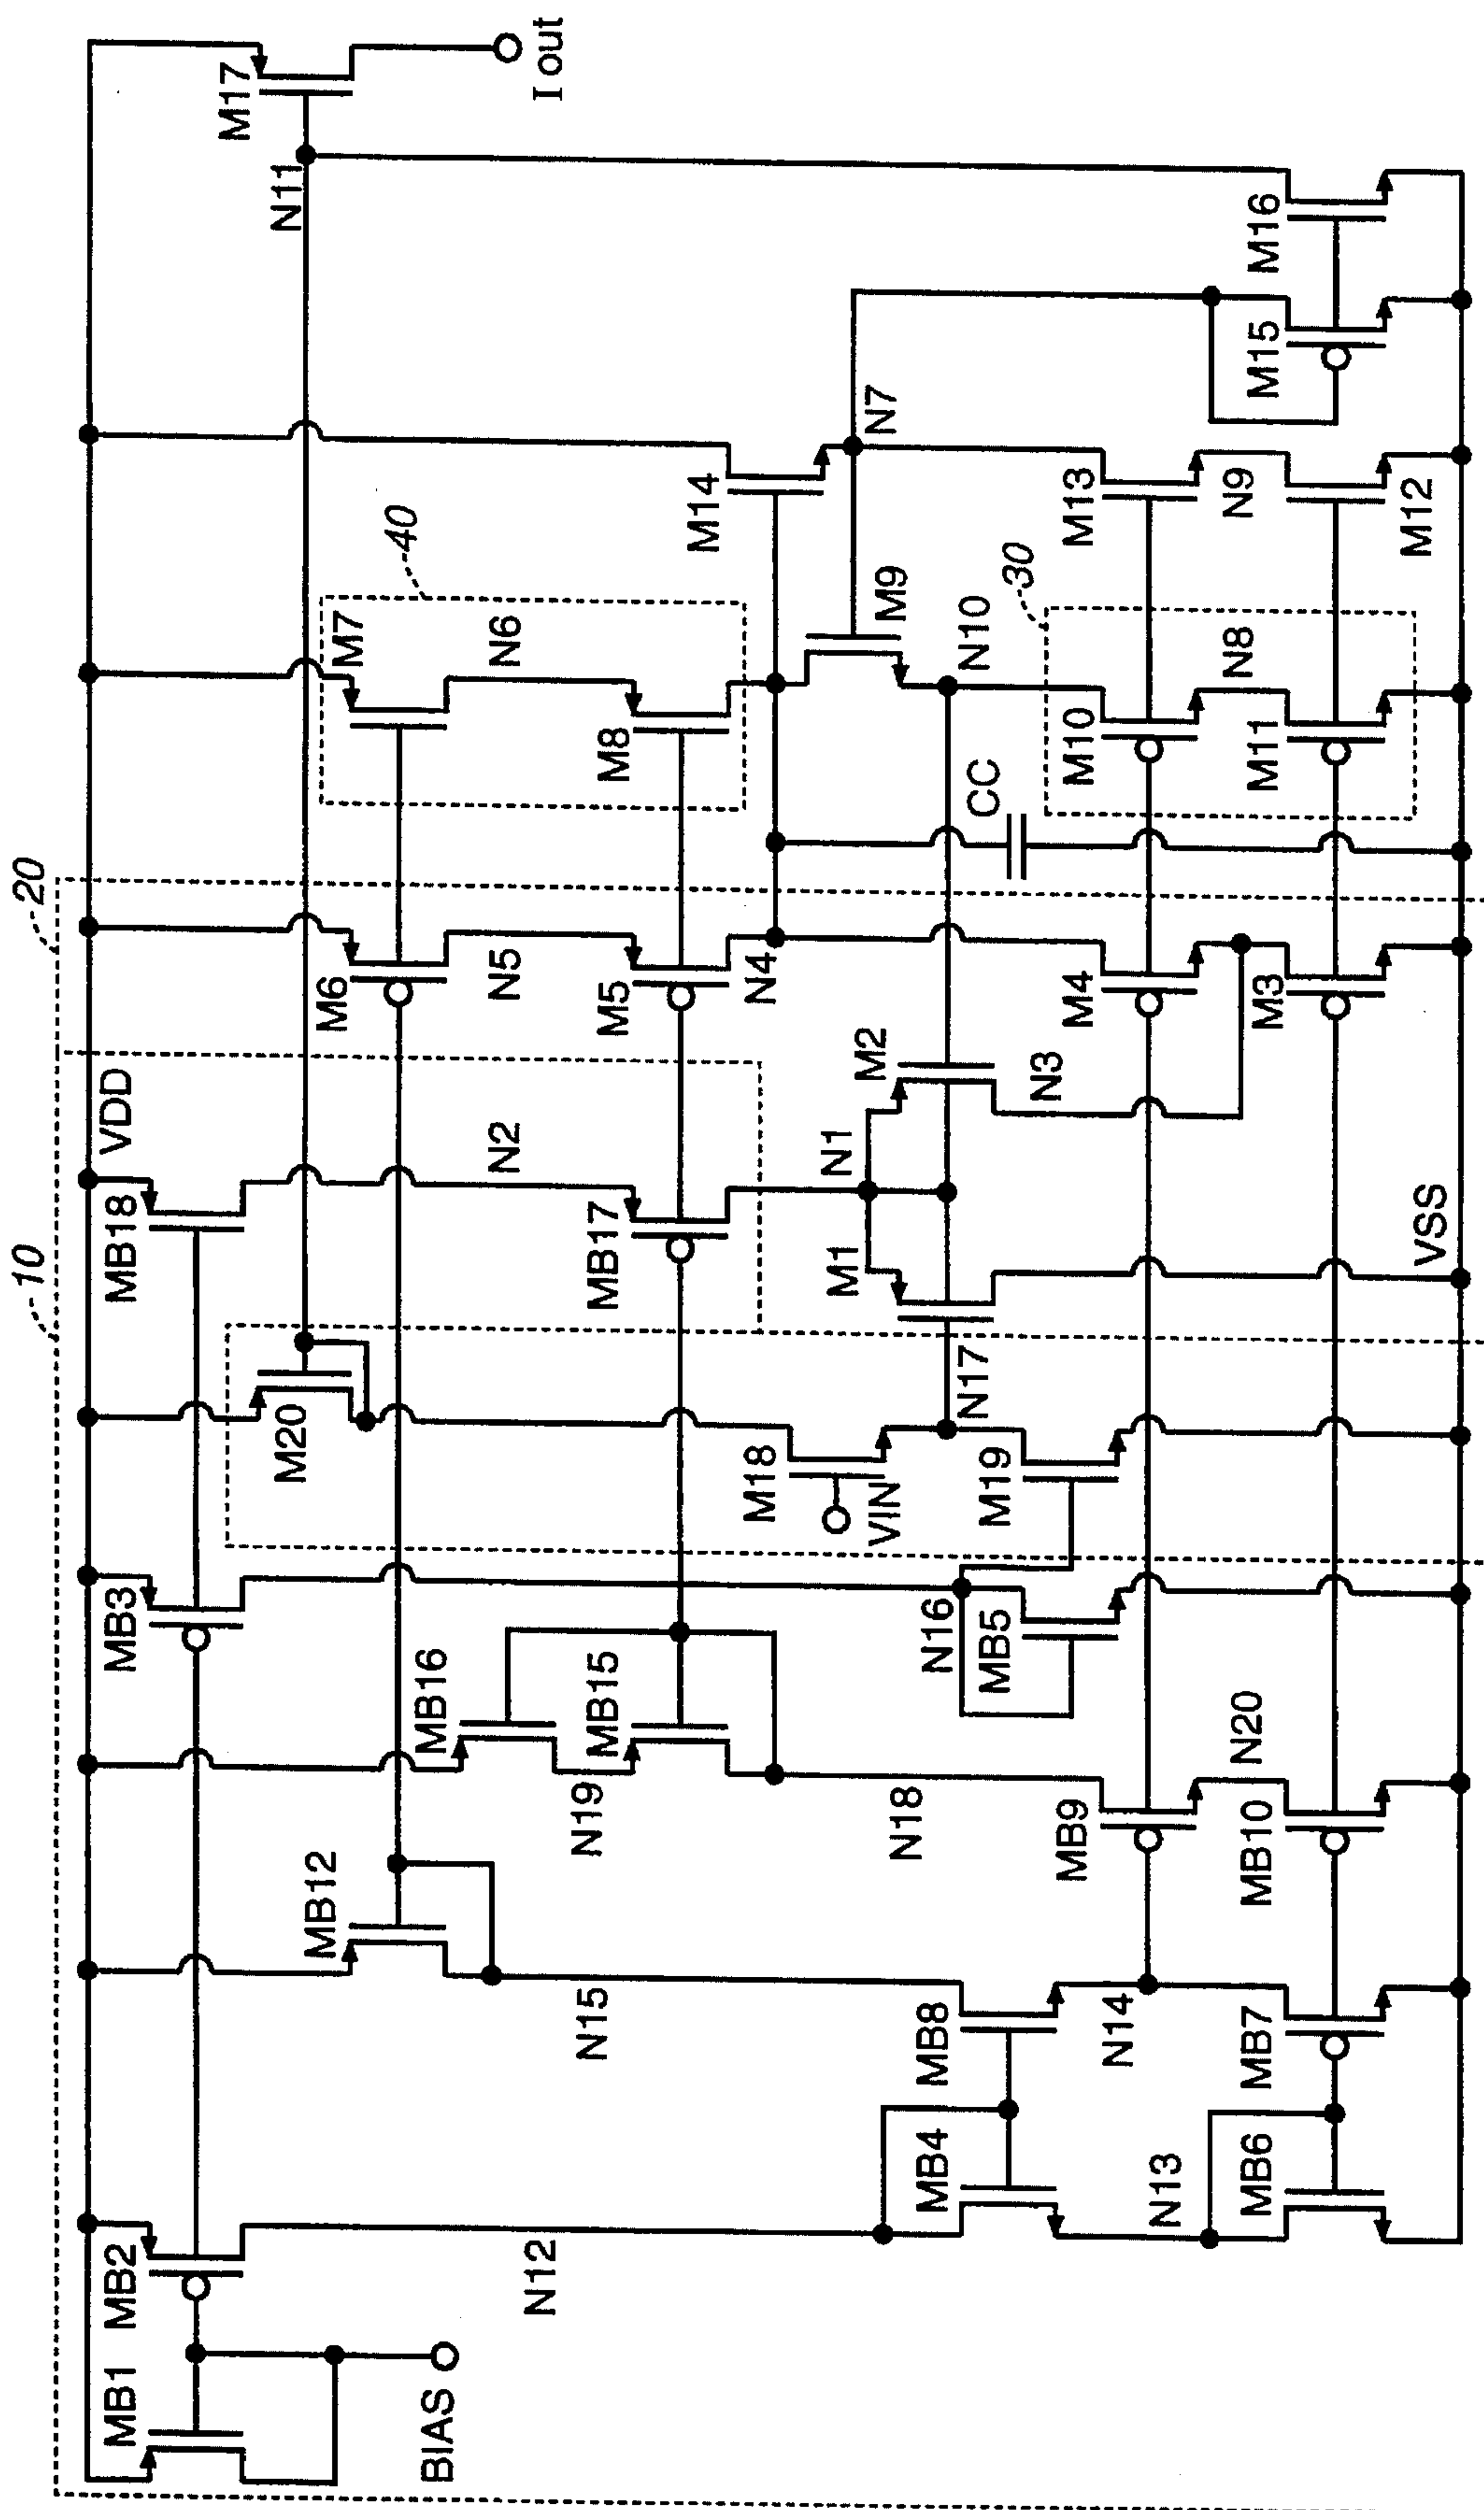 10
20
VDD
MB1
MB2
BIAS
N12
MB4
N13
MB6
MB12
N15
MB8
N14
MB7
MB16
N19
MB15
N18
MB9
N20
MB10
MB3
N16
MB5
M20
M18
VIN
N17
M19
MB18
N2
MB17
M1
N1
M2
N3
VSS
M6
N5
M5
N4
M4
M3
CC
40
M7
N6
M8
M9
N10
30
M10
N8
M11
M14
N7
M13
N9
M12
M15
M16
N11
M17
I out